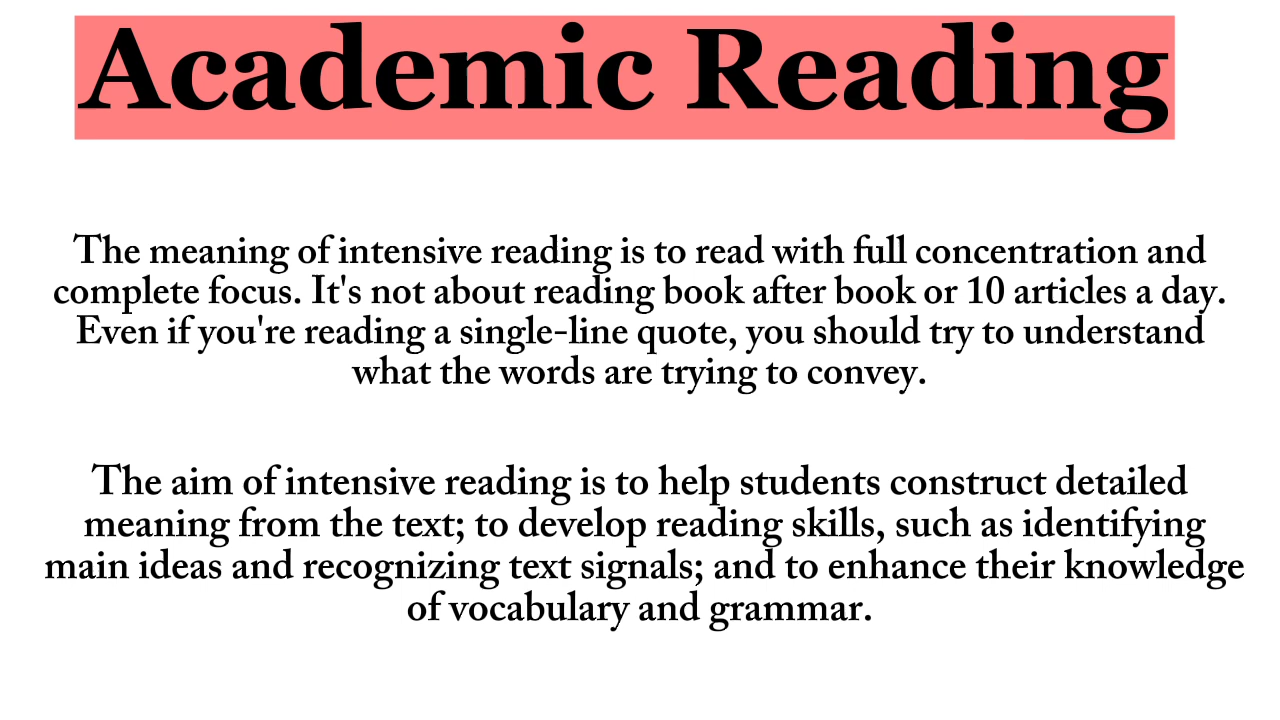 Academic Reading
The meaning of intensive reading is to read with full concentration and
complete focus. It's not about reading book after book or 10 articles a day.
Even if you're reading a single-line quote, you should try to understand
what the words are trying to convey.
The aim of intensive reading is to help students construct detailed
meaning from the text; to develop reading skills, such as identifying
main ideas and recognizing text signals; and to enhance their knowledge
of vocabulary and grammar.